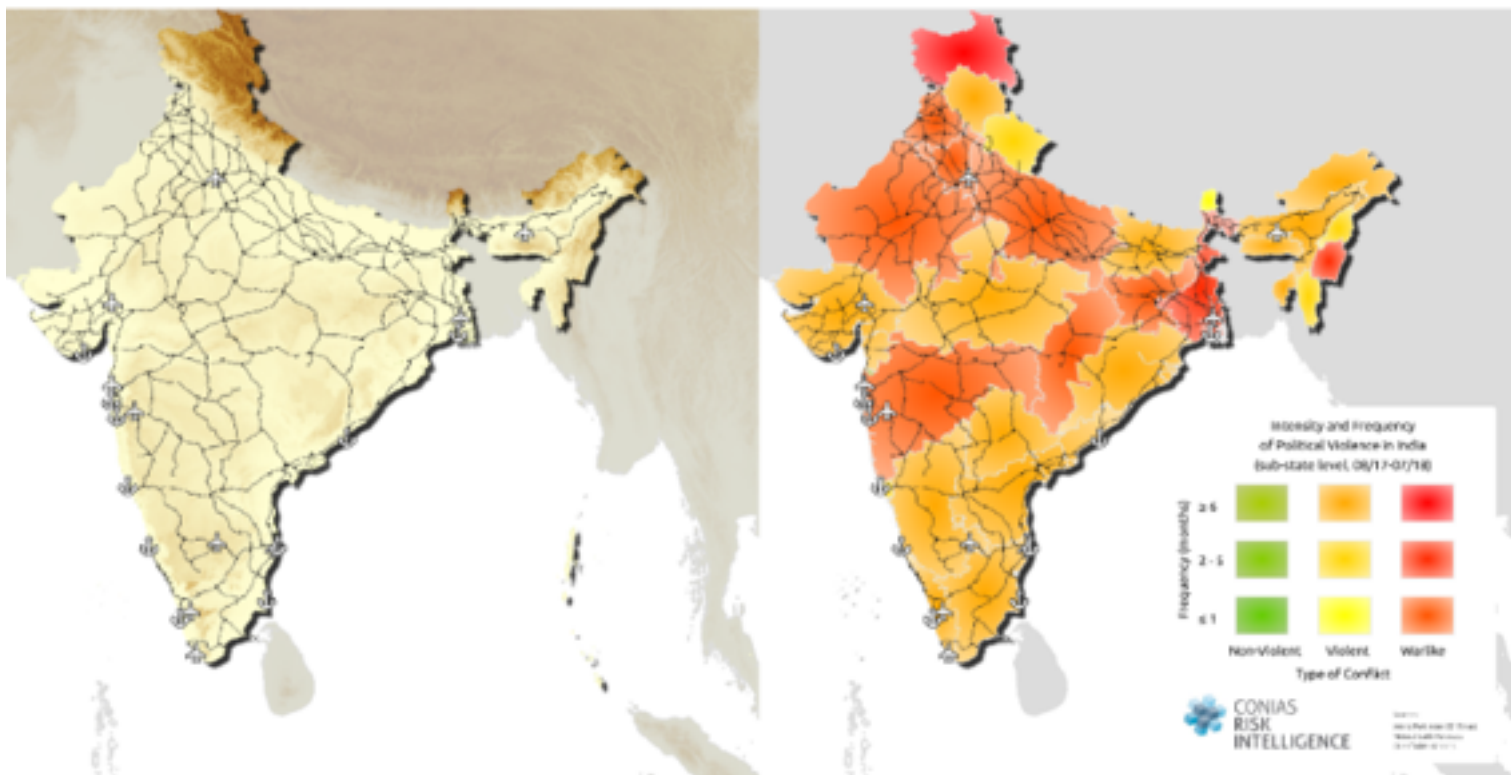 Intensity and Frequency
of Political Violence in India
(sub-state level, 08/17-07/18)
Frequency (months)
≥ 6
2 - 5
≤ 1
Non-Violent Violent Warlike
Type of Conflict
CONIAS
RISK
INTELLIGENCE